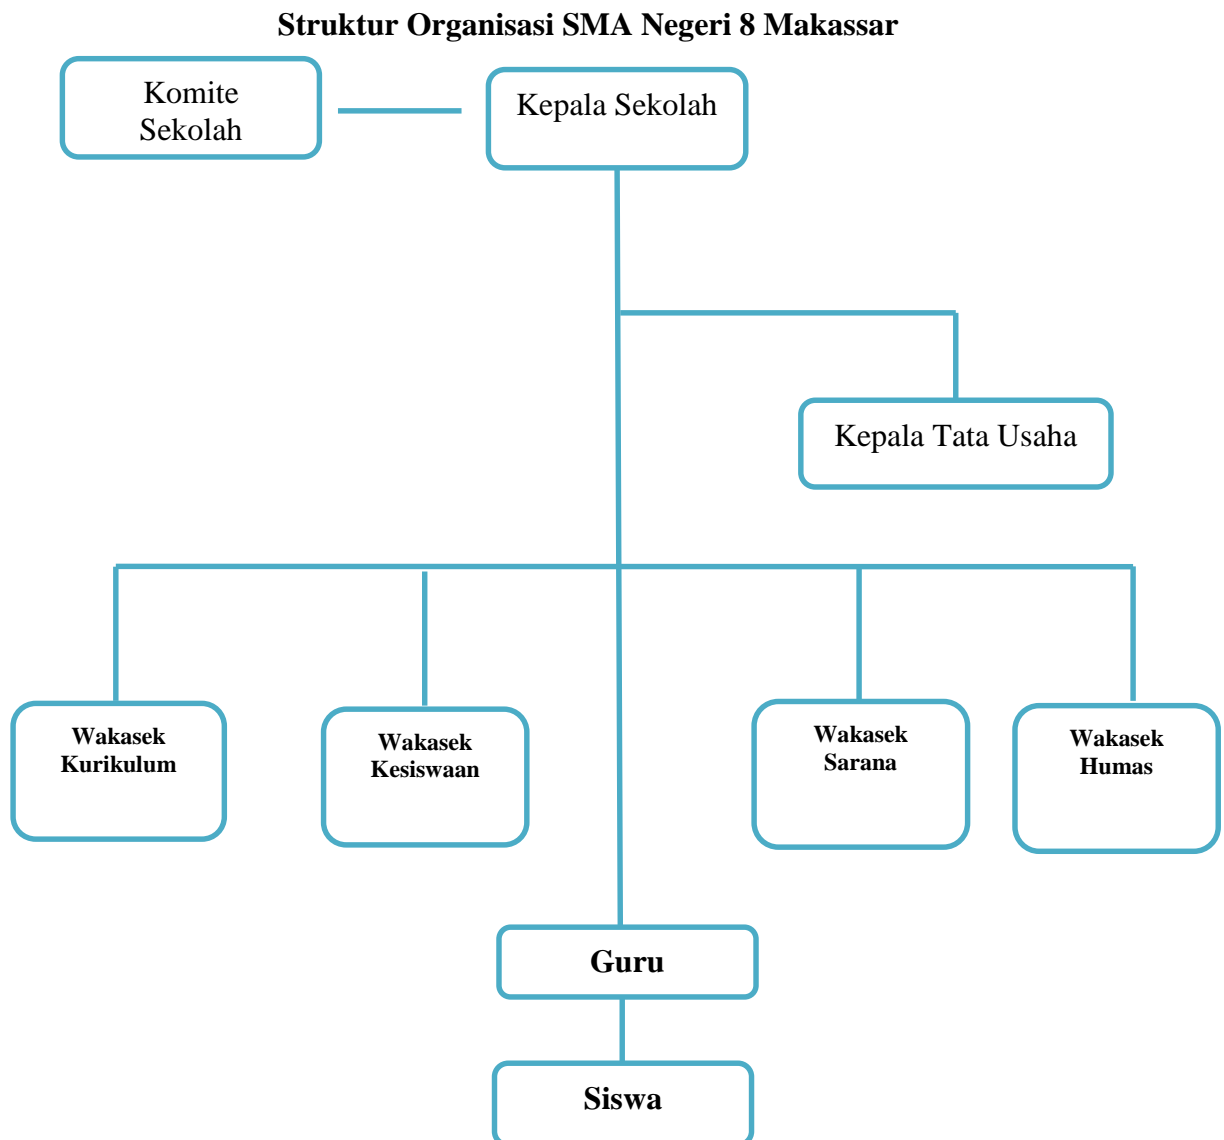 Struktur Organisasi SMA Negeri 8 Makassar
Komite
Sekolah
Kepala Sekolah
Kepala Tata Usaha
Wakasek
Kurikulum
Wakasek
Kesiswaan
Wakasek
Sarana
Wakasek
Humas
Guru
Siswa